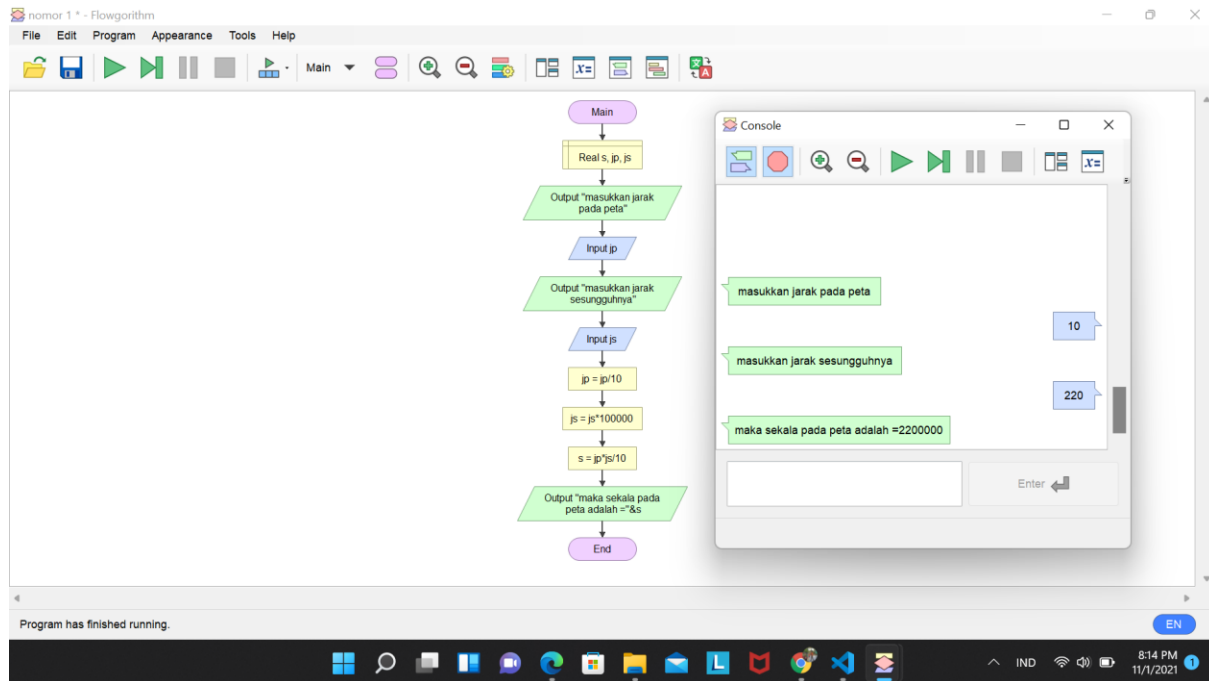 nomor 1 * - Flowgorithm
File Edit Program Appearance Tools Help
Main
x=
Main
Real s, jp, js
Output "masukkan jarak
pada peta"
Input jp
Output "masukkan jarak
sesungguhnya"
Input js
jp = jp/10
js = js*100000
s = jp*js/10
Output "maka sekala pada
peta adalah ="&s
End
Console
x=
masukkan jarak pada peta
10
masukkan jarak sesungguhnya
220
maka sekala pada peta adalah =2200000
Enter
Program has finished running.
EN
L
IND
8:14 PM
11/1/2021
1